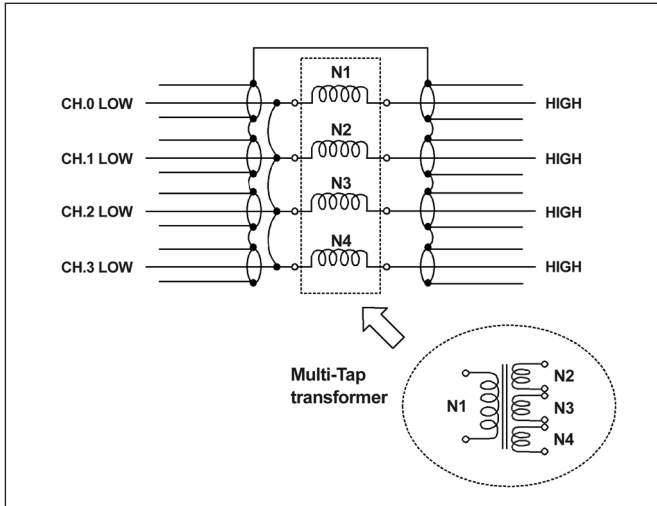 N1
CH.0 LOW HIGH
N2
CH.1 LOW HIGH
N3
CH.2 LOW HIGH
N4
CH.3 LOW HIGH
Multi-Tap
transformer
N1
N2
N3
N4